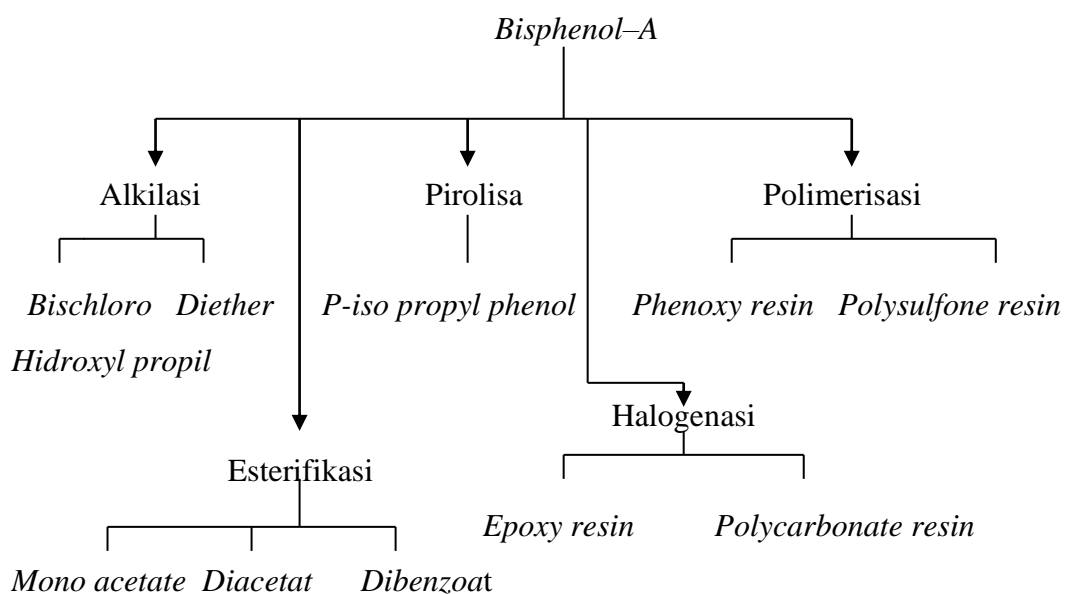 Bisphenol–A
Alkilasi
Pirolisa
Polimerisasi
Bischloro Diether
Hidroxyl propil
P-iso propyl phenol
Phenoxy resin
Polysulfone resin
Halogenasi
Esterifikasi
Epoxy resin
Polycarbonate resin
Mono acetate
Diacetat
Dibenzoat